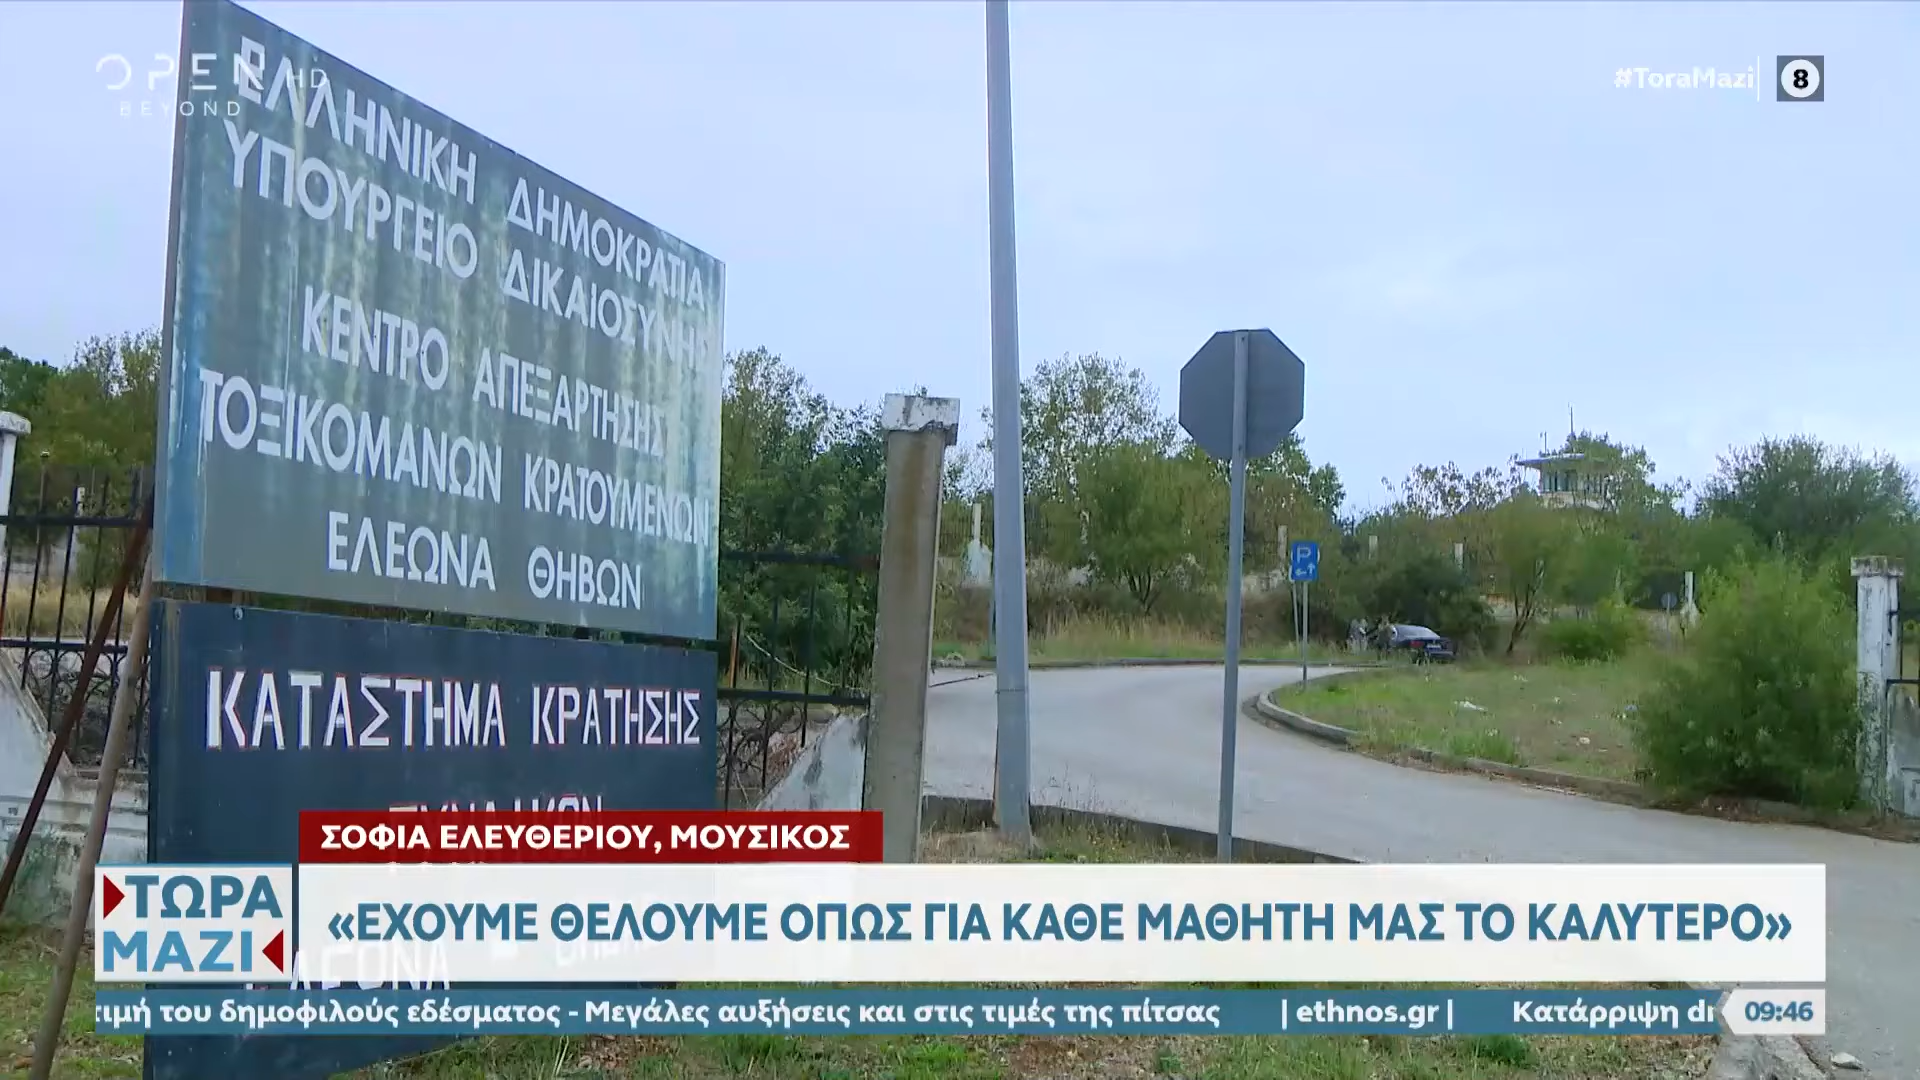 OPEN HD
BEYOND
#ToraMazi
8
ΕΛΛΗΝΙΚΗ ΔΗΜΟΚΡΑΤΙΑ
ΥΠΟΥΡΓΕΙΟ ΔΙΚΑΙΟΣΥΝΗΣ
ΚΕΝΤΡΟ ΑΠΕΞΑΡΤΗΣΗΣ
ΤΟΞΙΚΟΜΑΝΩΝ ΚΡΑΤΟΥΜΕΝΩΝ
ΕΛΕΩΝΑ ΘΗΒΩΝ
P
ΚΑΤΑΣΤΗΜΑ ΚΡΑΤΗΣΗΣ
ΣΟΦΙΑ ΕΛΕΥΘΕΡΙΟΥ, ΜΟΥΣΙΚΟΣ
ΤΩΡΑ
ΜΑΖΙ
«ΕΧΟΥΜΕ ΘΕΛΟΥΜΕ ΟΠΩΣ ΓΙΑ ΚΑΘΕ ΜΑΘΗΤΗ ΜΑΣ ΤΟ ΚΑΛΥΤΕΡΟ»
τιμή του δημοφιλούς εδέσματος - Μεγάλες αυξήσεις και στις τιμές της πίτσας | ethnos.gr | Κατάρριψη dr
09:46